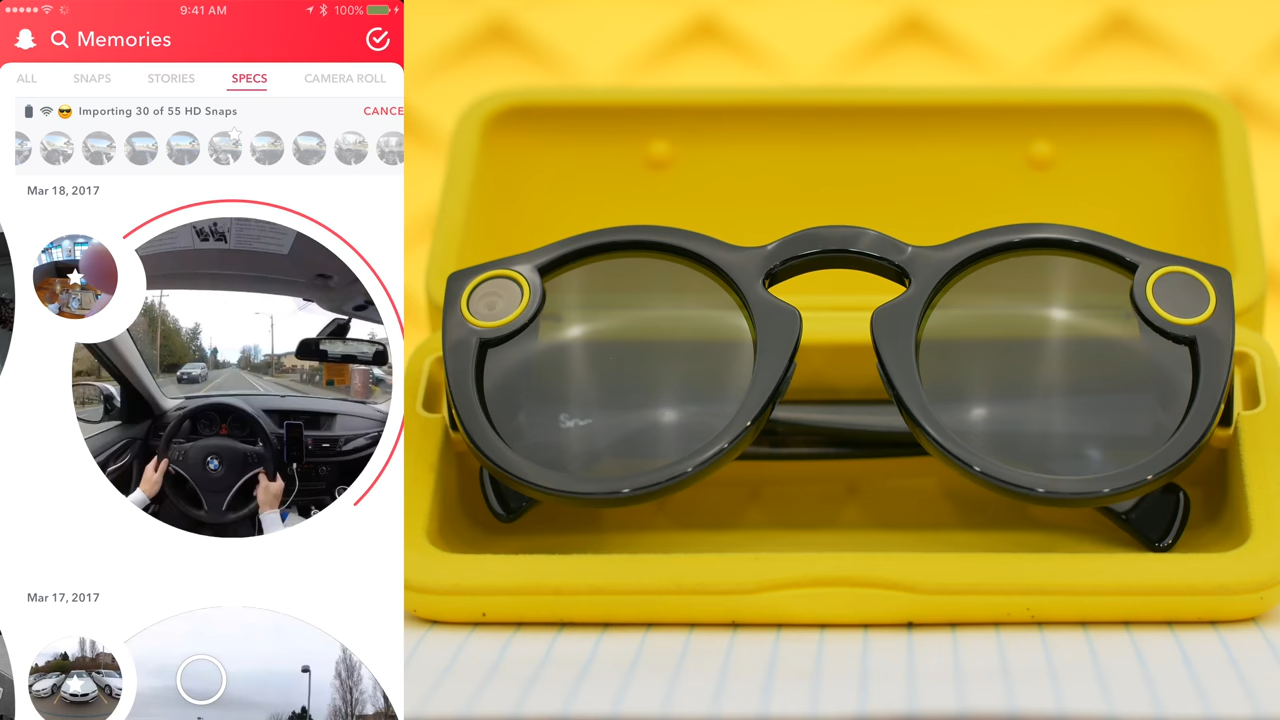 9:41 AM
100%
Memories
ALL
SNAPS
STORIES
SPECS
CAMERA ROLL
Importing 30 of 55 HD Snaps
CANCE
Mar 18, 2017
Mar 17, 2017